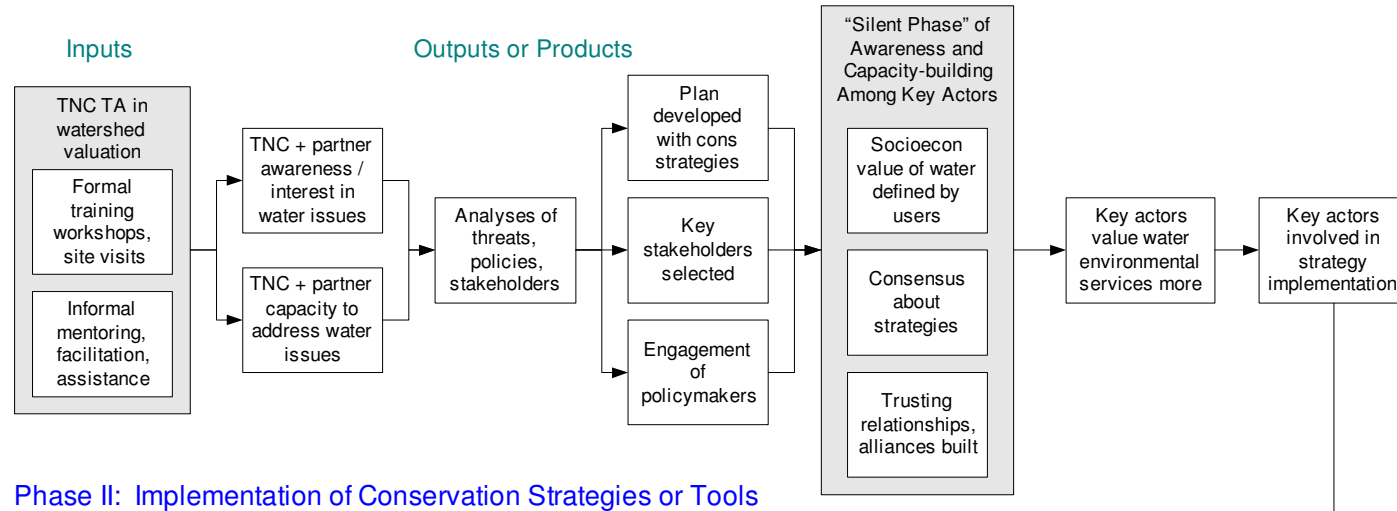 Inputs
Outputs or Products
TNC TA in
watershed
valuation
Formal
training
workshops,
site visits
Informal
mentoring,
facilitation,
assistance
TNC + partner
awareness /
interest in
water issues
TNC + partner
capacity to
address water
issues
Analyses of
threats,
policies,
stakeholders
Plan
developed
with cons
strategies
Key
stakeholders
selected
Engagement
of
policymakers
“Silent Phase” of
Awareness and
Capacity-building
Among Key Actors
Socioecon
value of water
defined by
users
Consensus
about
strategies
Trusting
relationships,
alliances built
Key actors
value water
environmental
services more
Key actors
involved in
strategy
implementation
Phase II: Implementation of Conservation Strategies or Tools